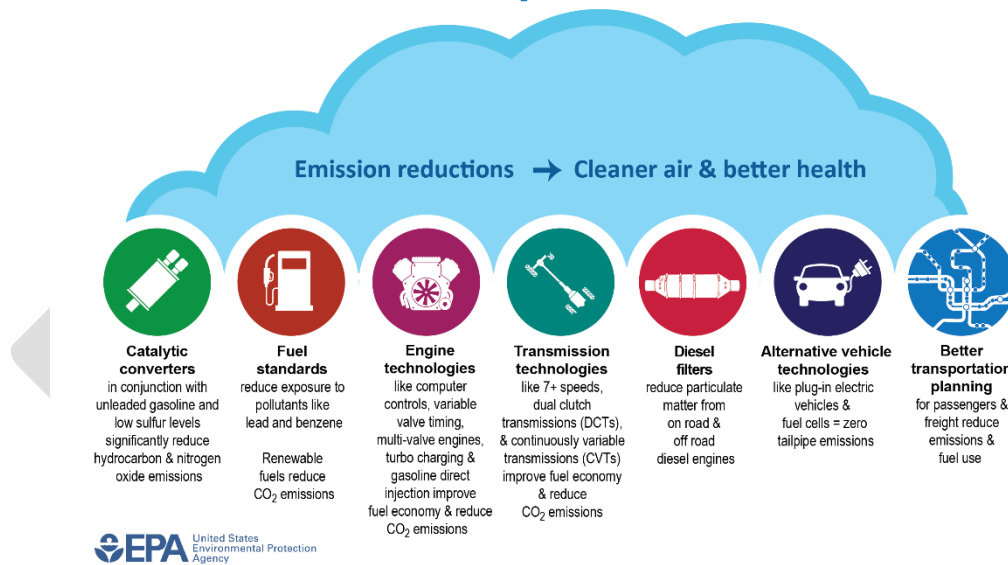 Emission reductions → Cleaner air & better health
Catalytic
converters
in conjunction with
unleaded gasoline and
low sulfur levels
significantly reduce
hydrocarbon & nitrogen
oxide emissions
Fuel
standards
reduce exposure to
pollutants like
lead and benzene
Renewable
fuels reduce
CO₂ emissions
Engine
technologies
like computer
controls, variable
valve timing,
multi-valve engines,
turbo charging &
gasoline direct
injection improve
fuel economy & reduce
CO₂ emissions
Transmission
technologies
like 7+ speeds,
dual clutch
transmissions (DCTs),
& continuously variable
transmissions (CVTs)
improve fuel economy
& reduce
CO₂ emissions
Diesel
filters
reduce particulate
matter from
on road &
off road
diesel engines
Alternative vehicle
technologies
like plug-in electric
vehicles &
fuel cells = zero
tailpipe emissions
Better
transportation
planning
for passengers &
freight reduce
emissions &
fuel use
EPA
United States
Environmental Protection
Agency